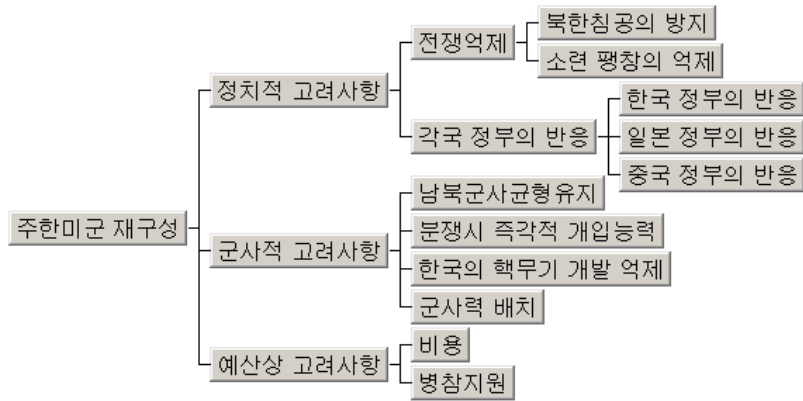 북한침공의 방지
전쟁억제
소련 팽창의 억제
정치적 고려사항
한국 정부의 반응
각국 정부의 반응
일본 정부의 반응
중국 정부의 반응
남북군사균형유지
주한미군 재구성
분쟁시 즉각적 개입능력
군사적 고려사항
한국의 핵무기 개발 억제
군사력 배치
비용
예산상 고려사항
병참지원